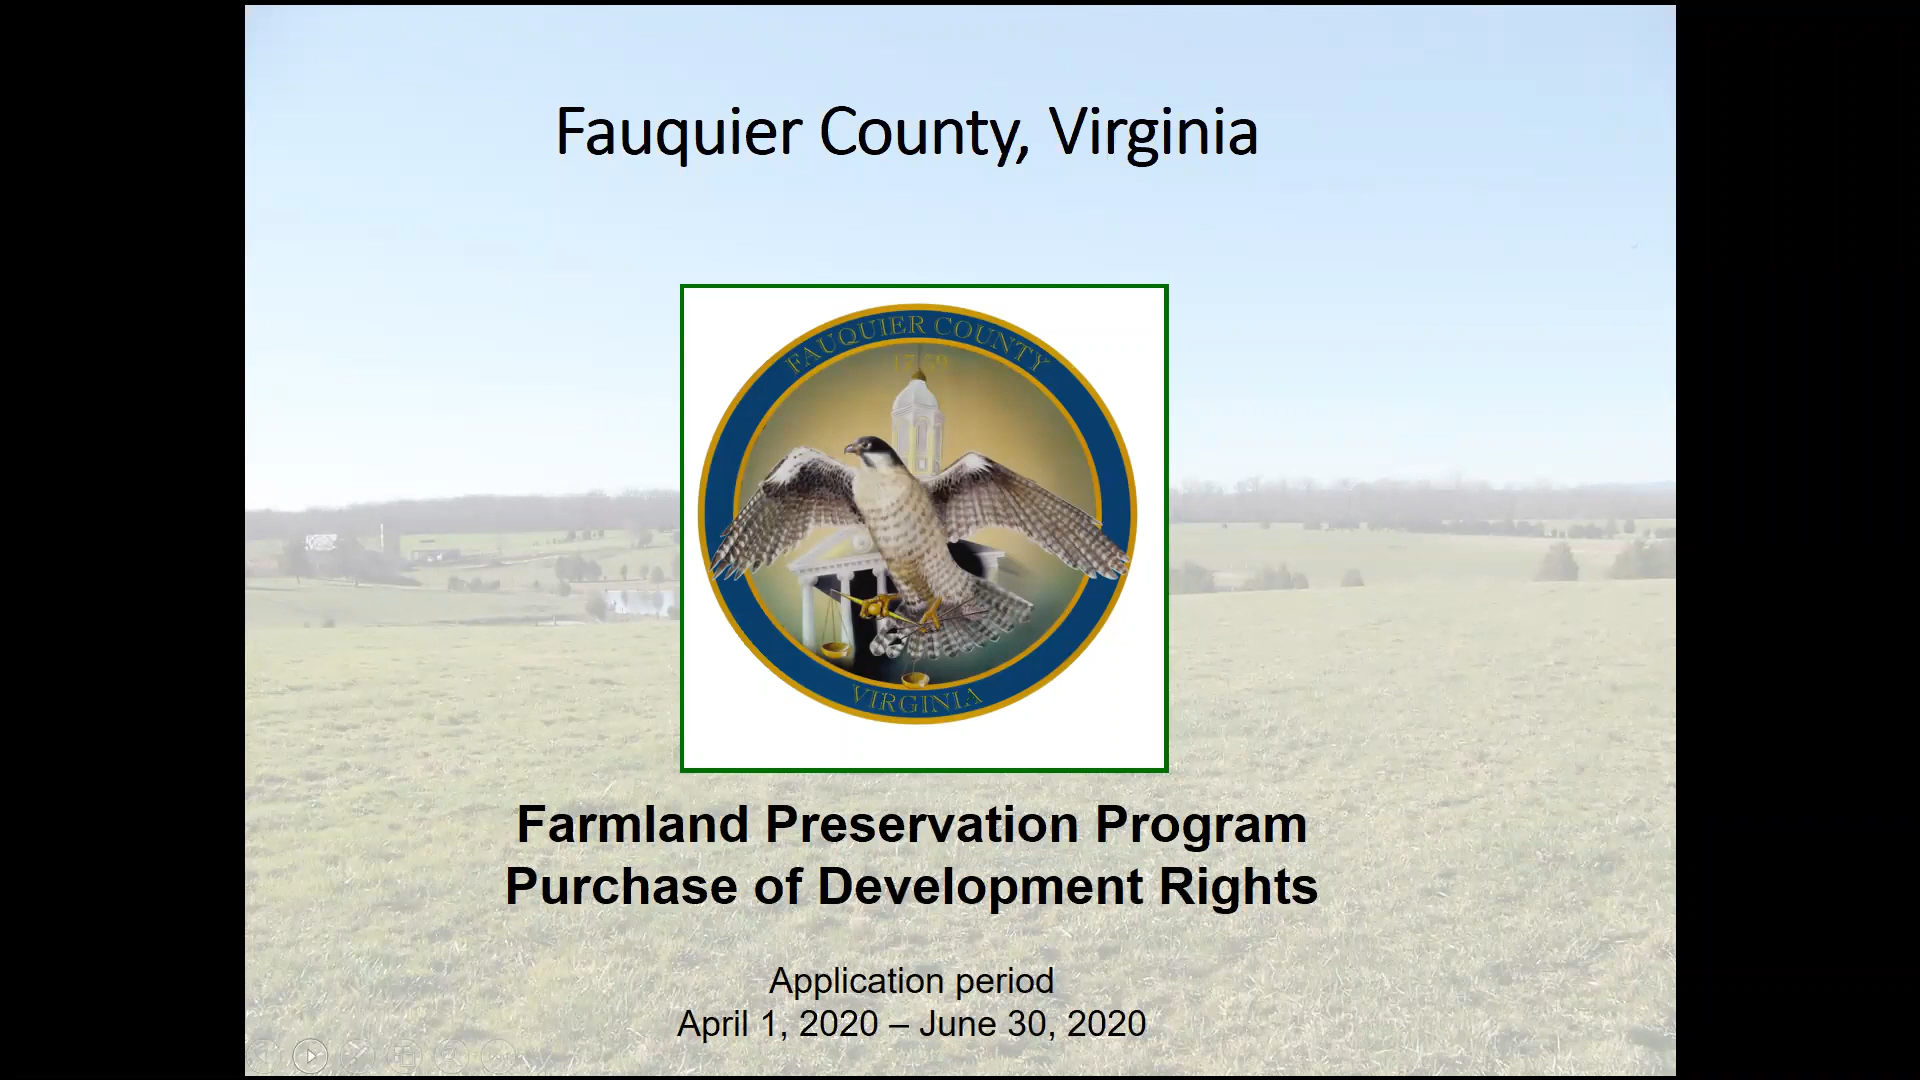 Fauquier County, Virginia
FAUQUIER COUNTY
1759
VIRGINIA
Farmland Preservation Program
Purchase of Development Rights
Application period
April 1, 2020 – June 30, 2020